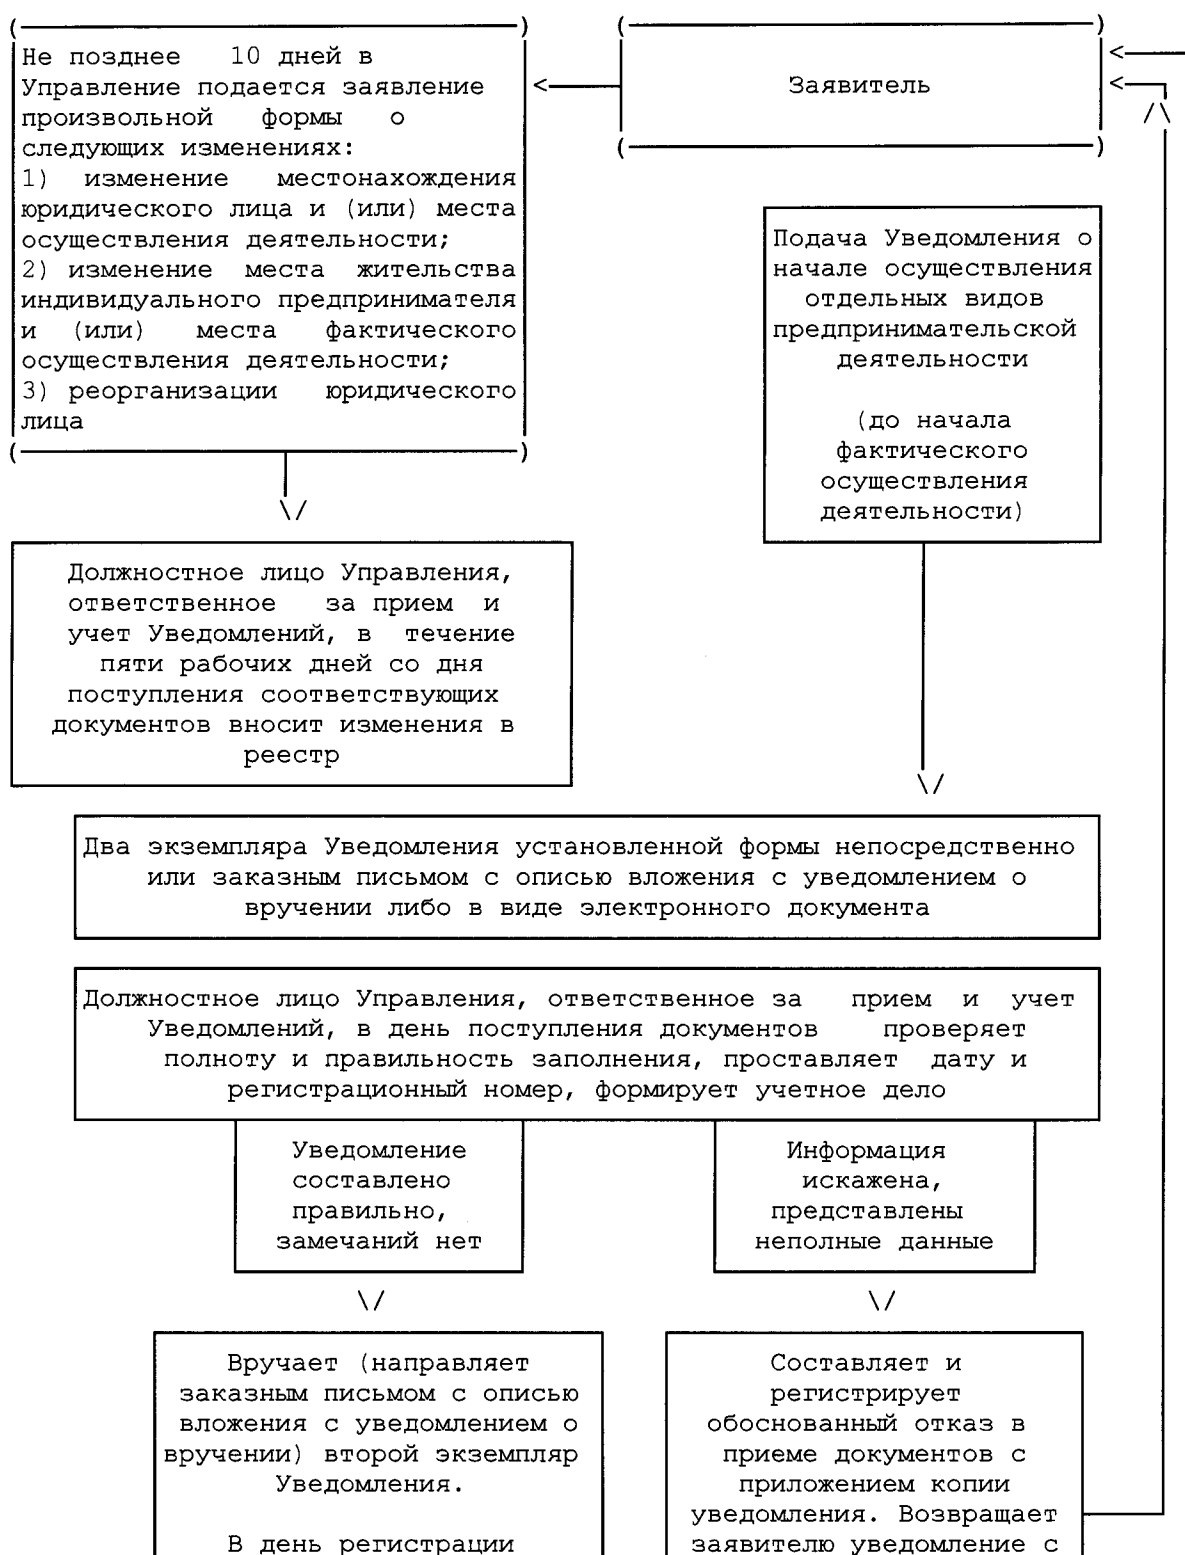 Не позднее 10 дней в
Управление подается заявление
произвольной формы о
следующих изменениях:
1) изменение местонахождения
юридического лица и (или) места
осуществления деятельности;
2) изменение места жительства
индивидуального предпринимателя
и (или) места фактического
осуществления деятельности;
3) реорганизации юридического
лица
Заявитель
Подача Уведомления о
начале осуществления
отдельных видов
предпринимательской
деятельности
(до начала
фактического
осуществления
деятельности)
Должностное лицо Управления,
ответственное за прием и
учет Уведомлений, в течение
пяти рабочих дней со дня
поступления соответствующих
документов вносит изменения в
реестр
Два экземпляра Уведомления установленной формы непосредственно
или заказным письмом с описью вложения с уведомлением о
вручении либо в виде электронного документа
Должностное лицо Управления, ответственное за прием и учет
Уведомлений, в день поступления документов проверяет
полноту и правильность заполнения, проставляет дату и
регистрационный номер, формирует учетное дело
Уведомление
составлено
правильно,
замечаний нет
Информация
искажена,
представлены
неполные данные
Вручает (направляет
заказным письмом с описью
вложения с уведомлением о
вручении) второй экземпляр
Уведомления.
В день регистрации
Составляет и
регистрирует
обоснованный отказ в
приеме документов с
приложением копии
уведомления. Возвращает
заявителю уведомление с